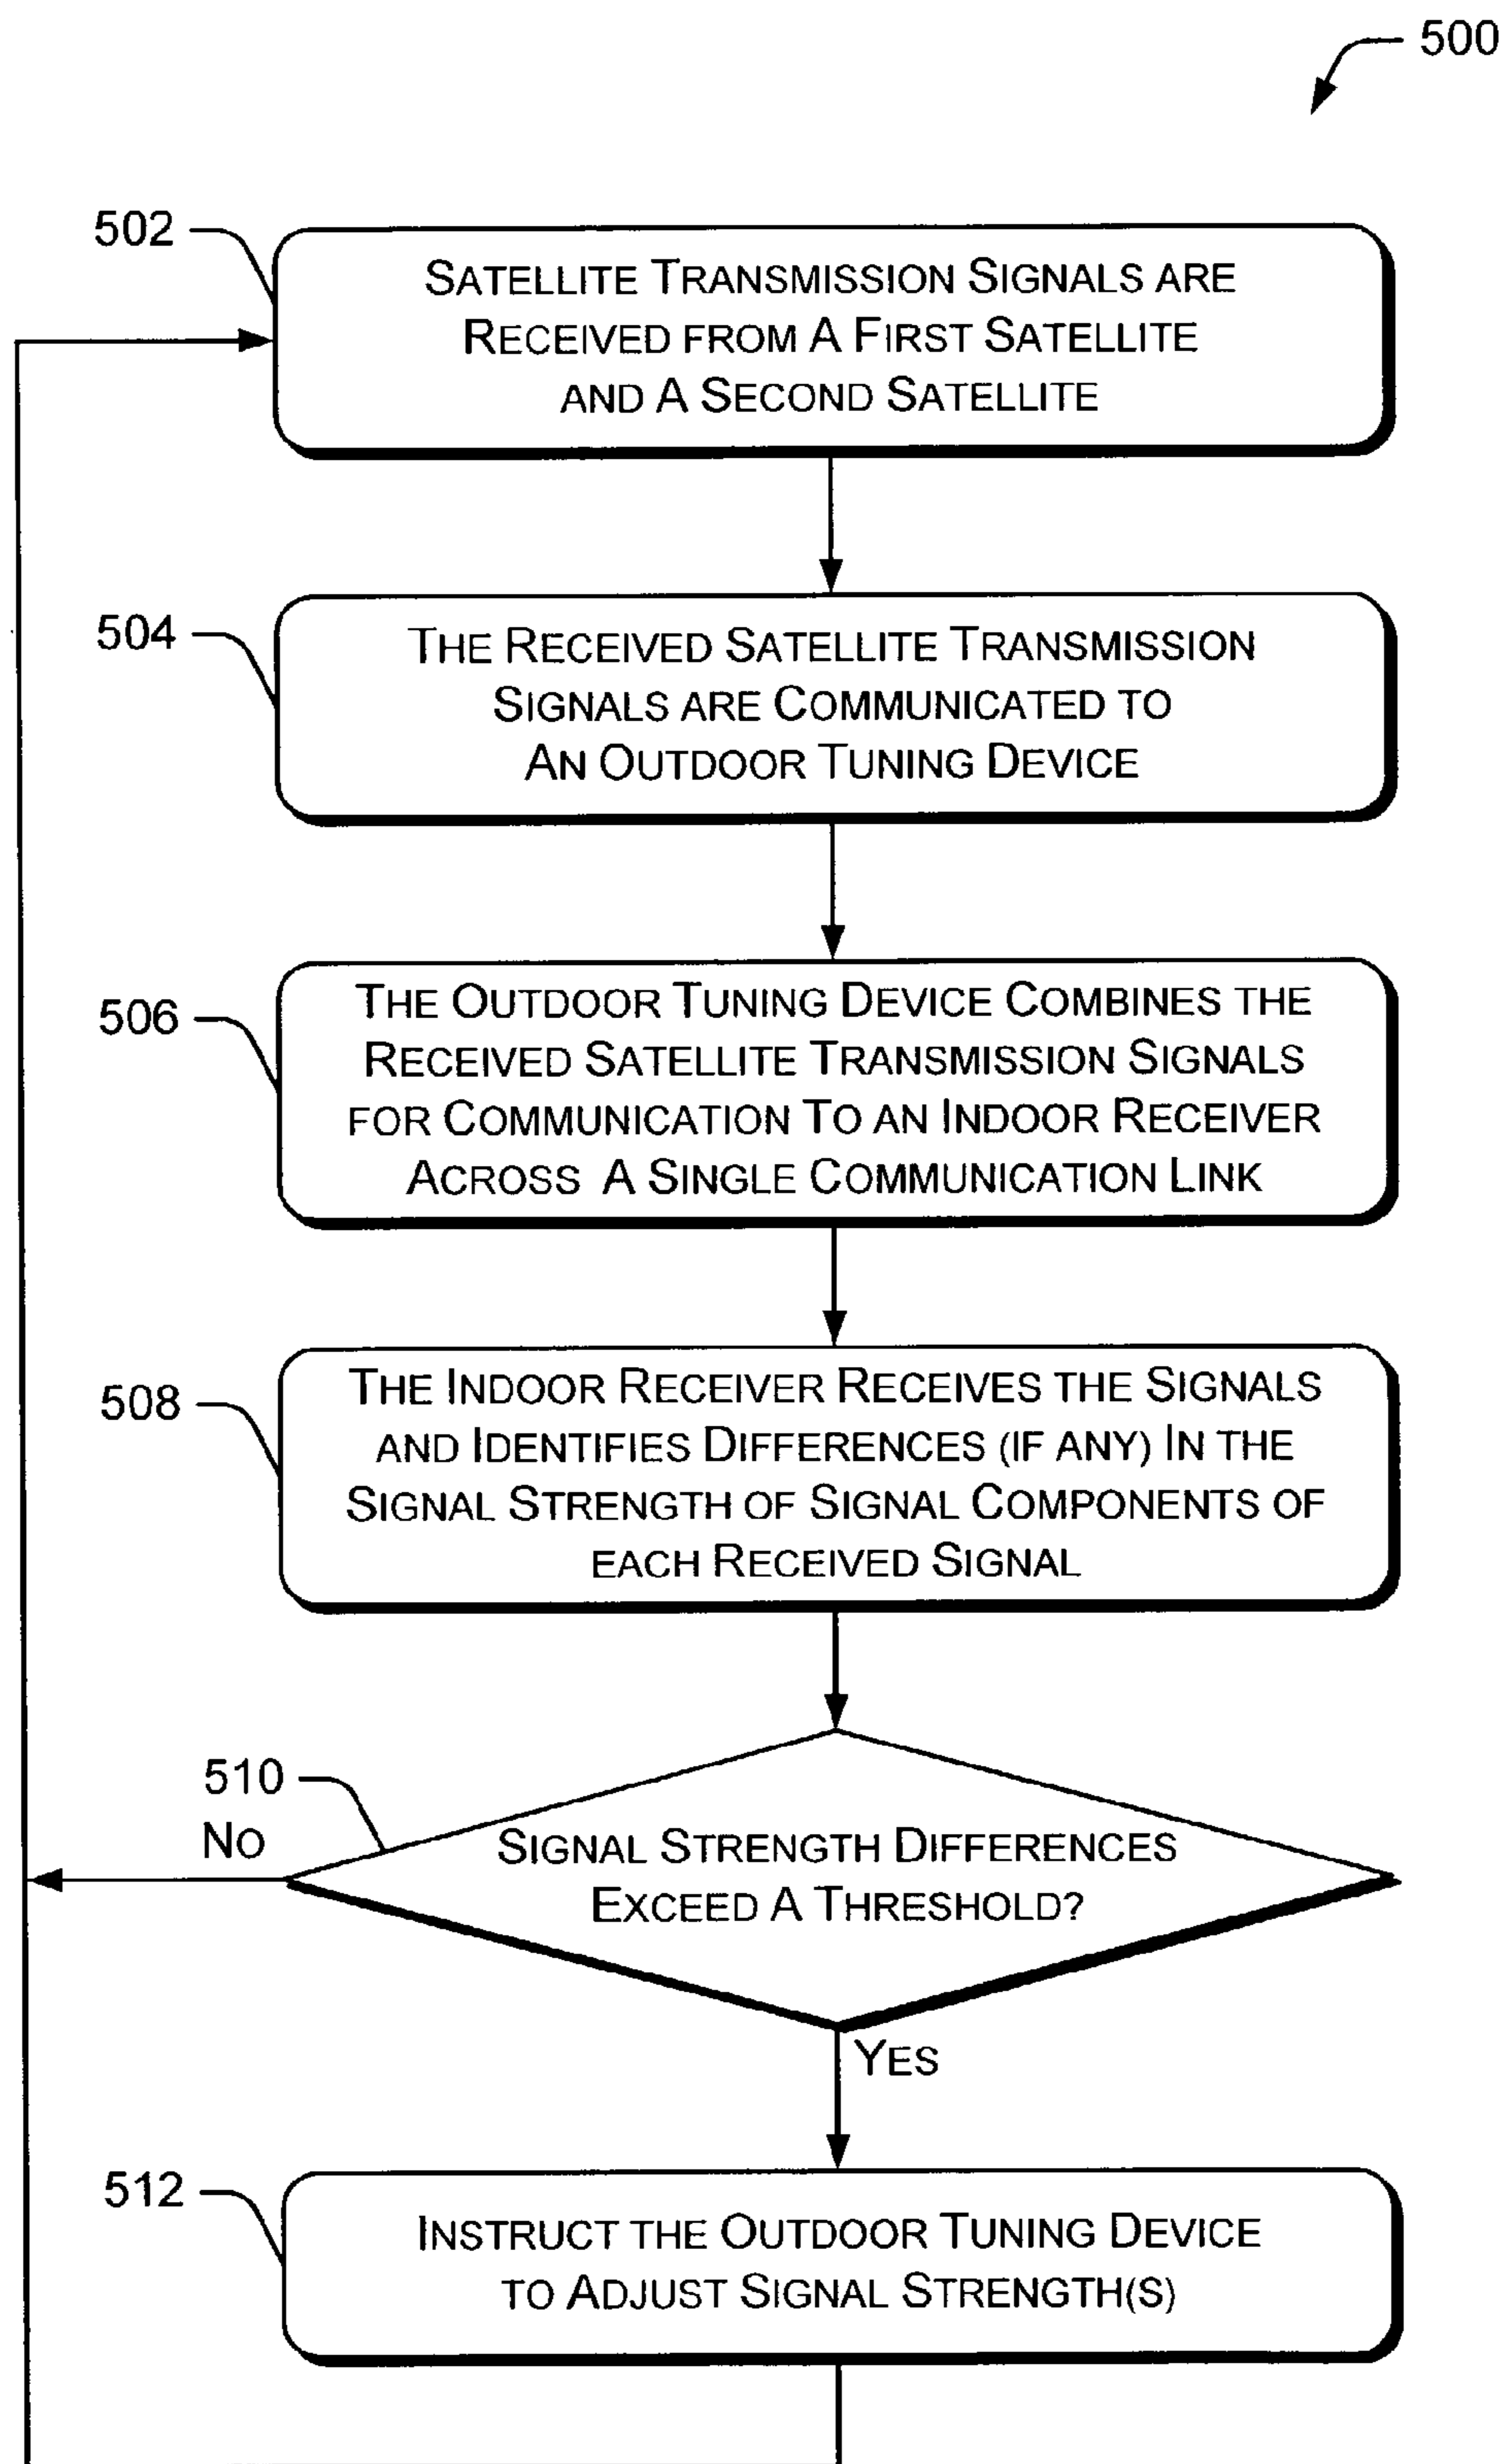 500
502
SATELLITE TRANSMISSION SIGNALS ARE
RECEIVED FROM A FIRST SATELLITE
AND A SECOND SATELLITE
504
THE RECEIVED SATELLITE TRANSMISSION
SIGNALS ARE COMMUNICATED TO
AN OUTDOOR TUNING DEVICE
506
THE OUTDOOR TUNING DEVICE COMBINES THE
RECEIVED SATELLITE TRANSMISSION SIGNALS
FOR COMMUNICATION TO AN INDOOR RECEIVER
ACROSS A SINGLE COMMUNICATION LINK
508
THE INDOOR RECEIVER RECEIVES THE SIGNALS
AND IDENTIFIES DIFFERENCES (IF ANY) IN THE
SIGNAL STRENGTH OF SIGNAL COMPONENTS OF
EACH RECEIVED SIGNAL
510
NO
SIGNAL STRENGTH DIFFERENCES
EXCEED A THRESHOLD?
YES
512
INSTRUCT THE OUTDOOR TUNING DEVICE
TO ADJUST SIGNAL STRENGTH(S)